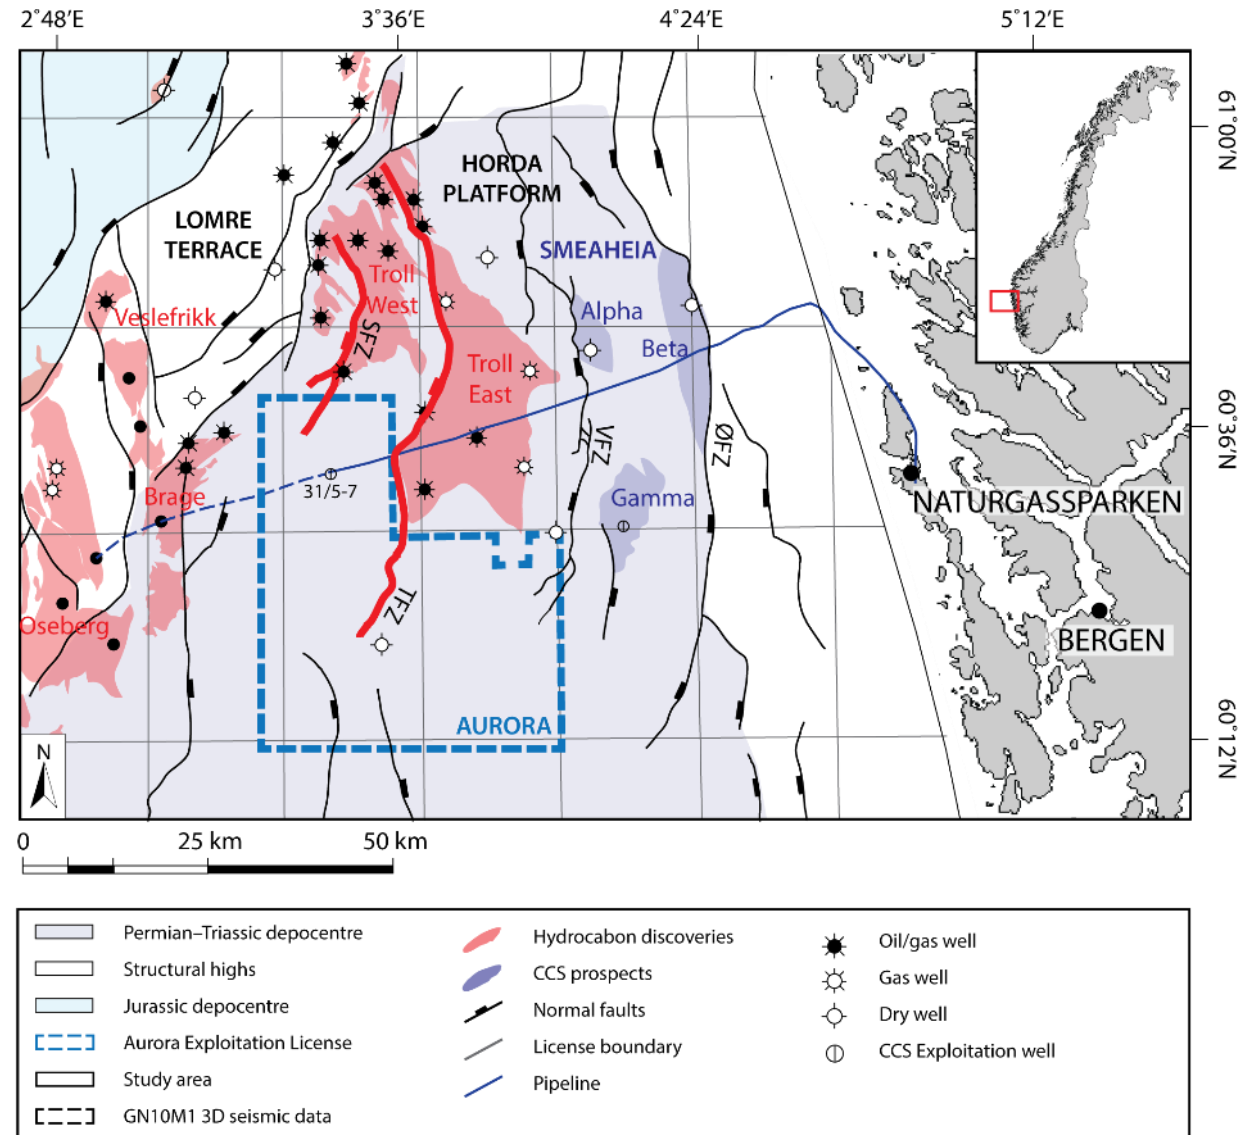 2°48′E
3°36′E
4°24′E
5°12′E
61°00′N
60°36′N
60°12′N
HORDA
PLATFORM
LOMRE
TERRACE
SMEAHEIA
Troll
West
Veslefrikk
SFZ
Alpha
Beta
Troll
East
VFZ
ØFZ
31/5-7
Brage
Gamma
NATURGASSPARKEN
TFZ
Oseberg
BERGEN
AURORA
N
0
25 km
50 km
Permian–Triassic depocentre
Structural highs
Jurassic depocentre
Aurora Exploitation License
Study area
GN10M1 3D seismic data
Hydrocabon discoveries
CCS prospects
Normal faults
License boundary
Pipeline
Oil/gas well
Gas well
Dry well
CCS Exploitation well